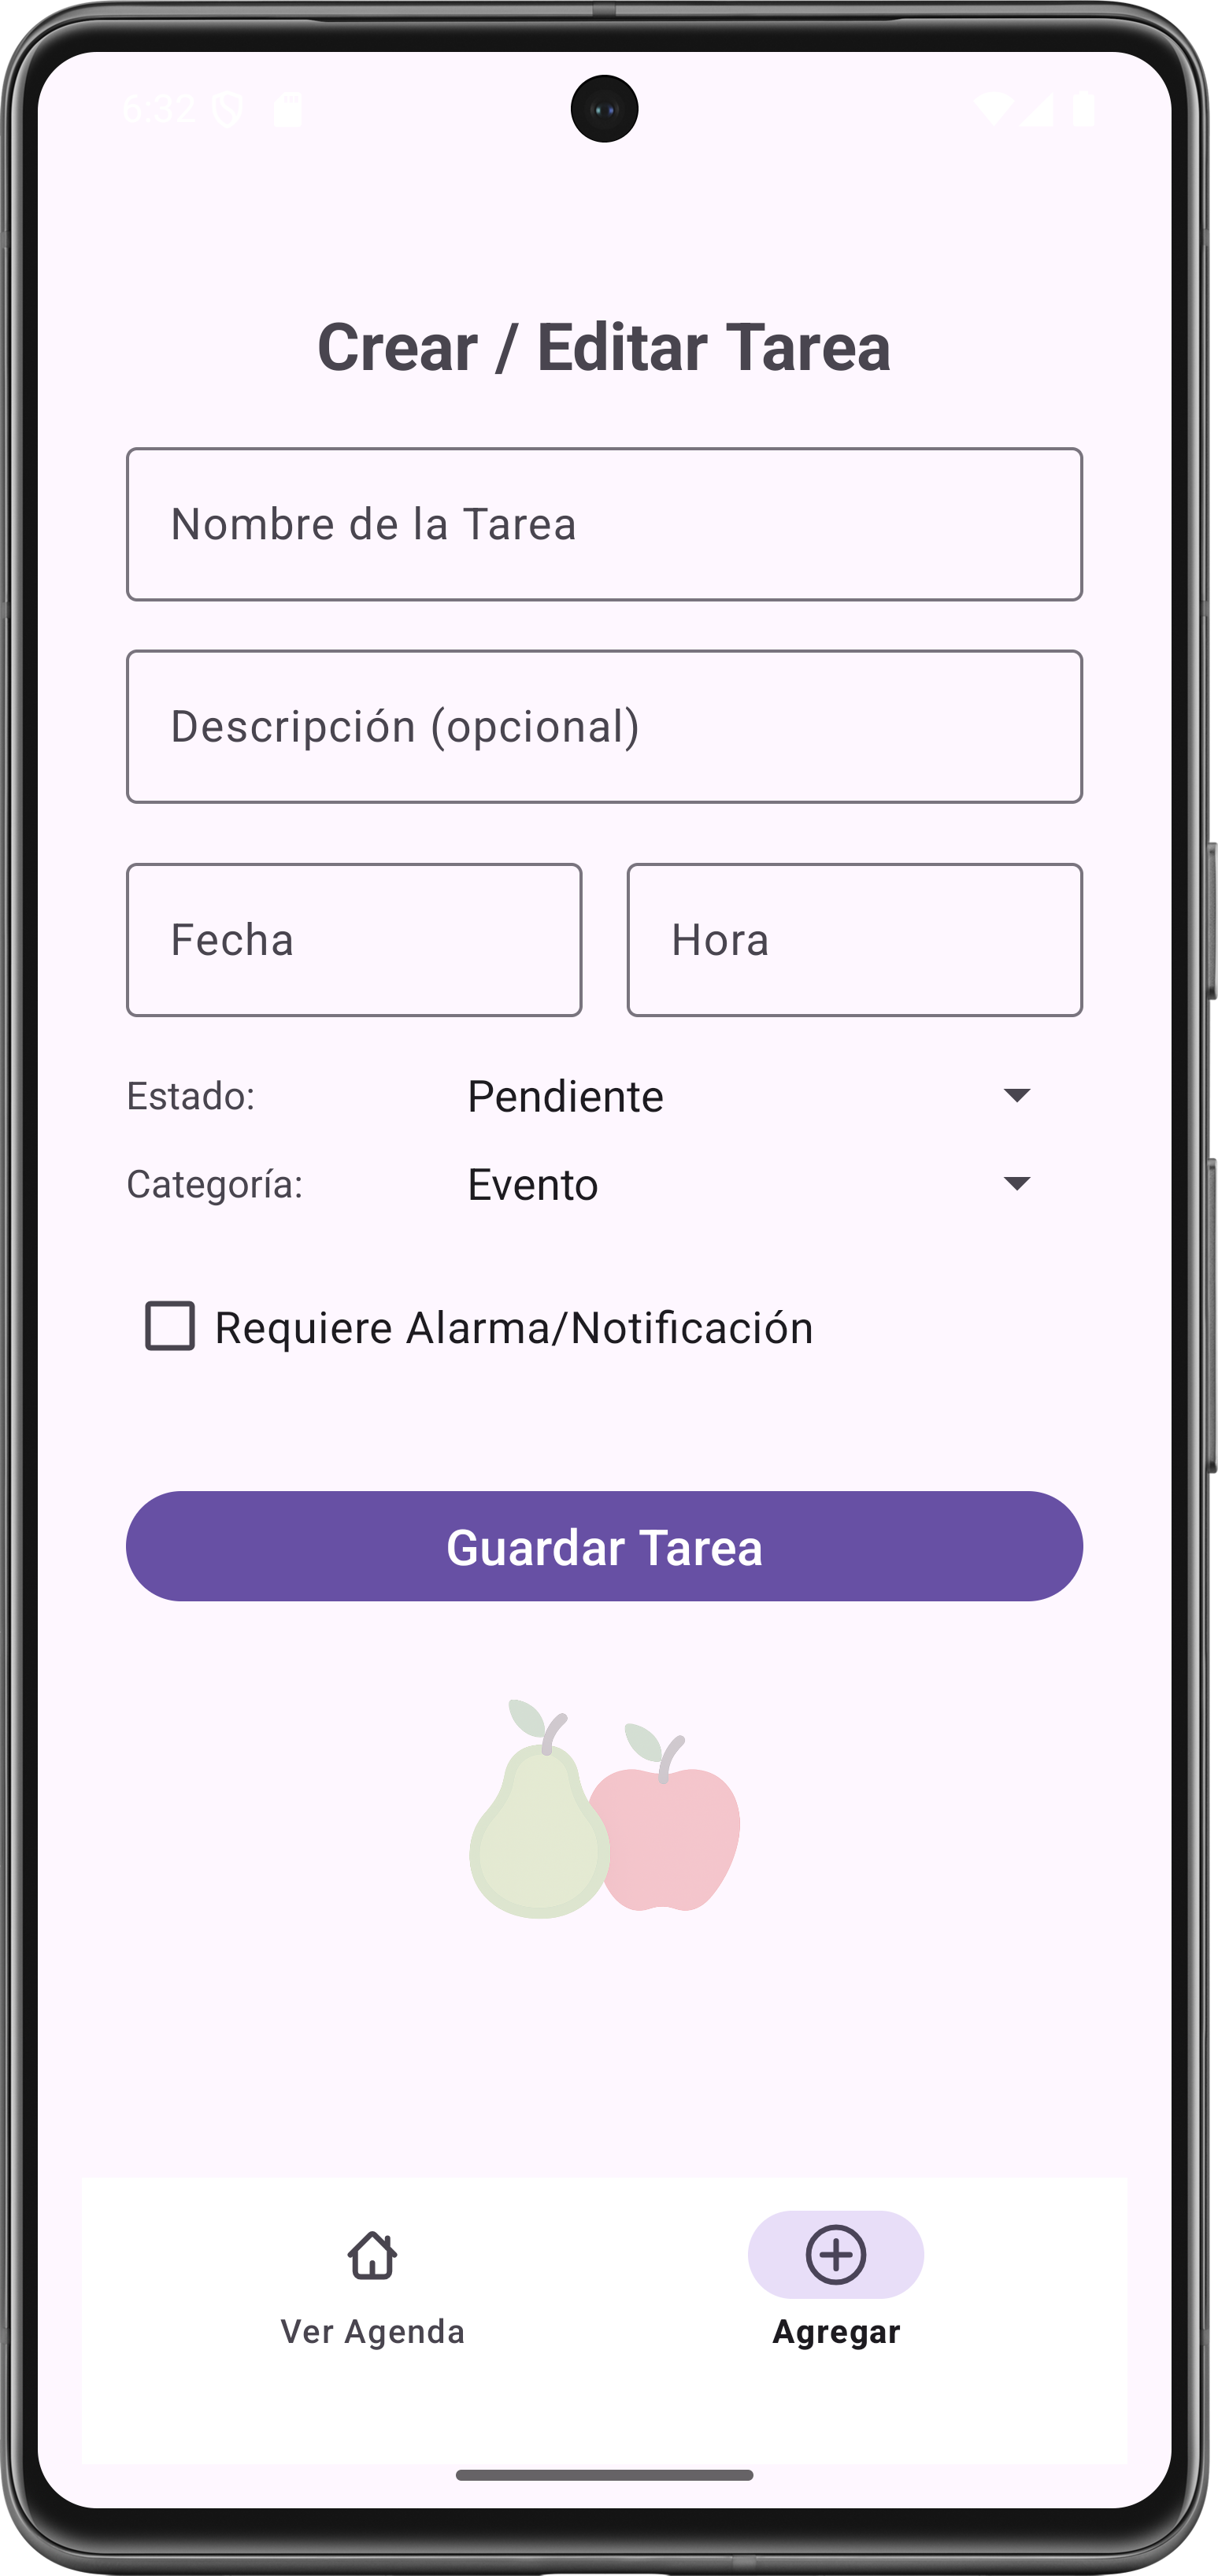 6:32
Crear / Editar Tarea
Nombre de la Tarea
Descripción (opcional)
Fecha Hora
Estado: Pendiente
Categoría: Evento
Requiere Alarma/Notificación
Guardar Tarea
Ver Agenda Agregar